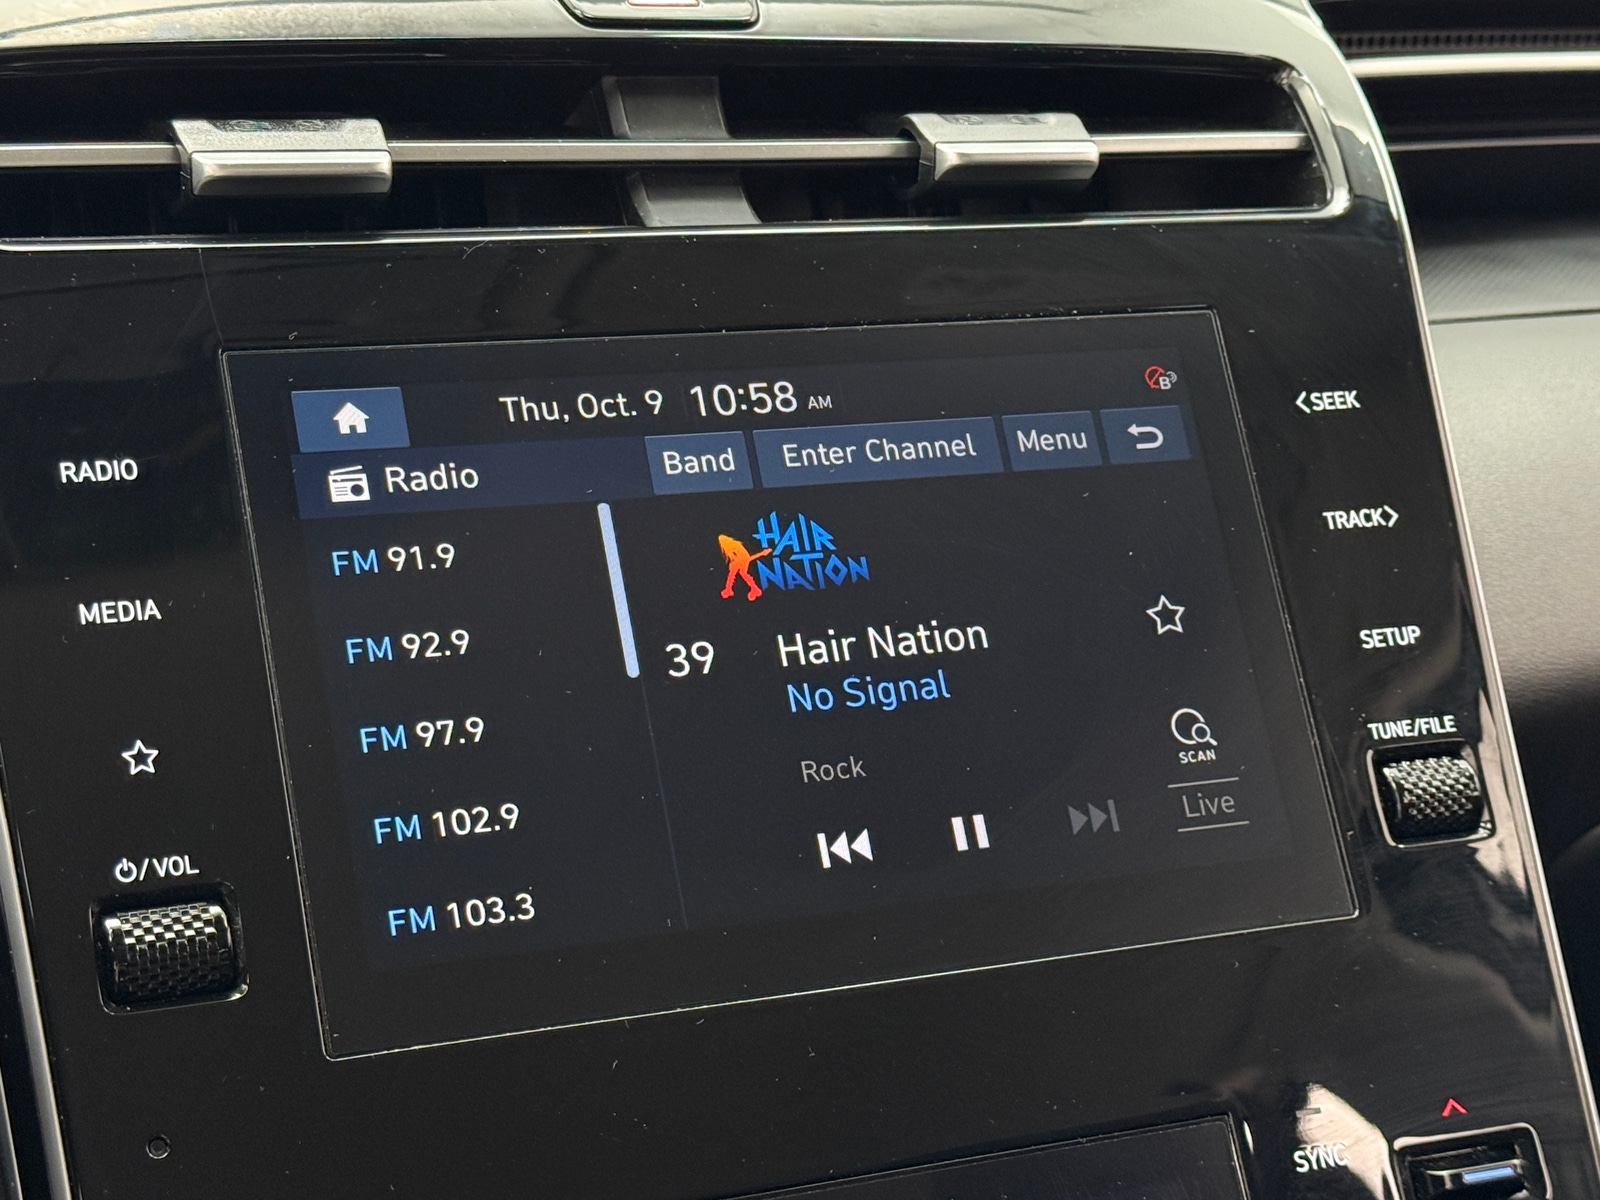 Thu, Oct. 9 10:58 AM
B
Radio
Band
Enter Channel
Menu
FM 91.9
FM 92.9
FM 97.9
FM 102.9
FM 103.3
HAIR
NATION
39
Hair Nation
No Signal
Rock
SCAN
Live
RADIO
MEDIA
/VOL
<SEEK
TRACK>
SETUP
TUNE/FILE
SYNC